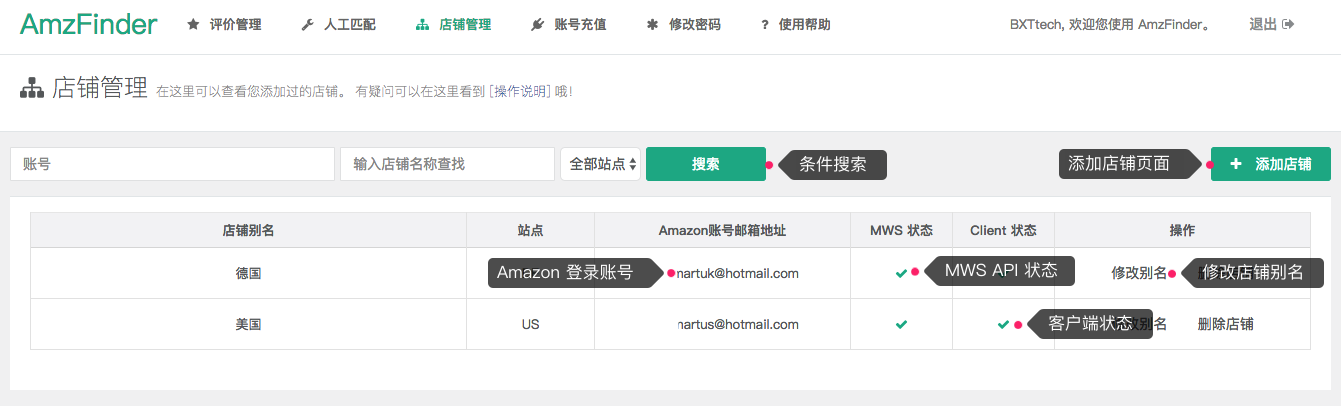 AmzFinder 评价管理 人工匹配 店铺管理 账号充值 修改密码 ? 使用帮助 BXTtech, 欢迎您使用 AmzFinder。 退出
店铺管理 在这里可以查看您添加过的店铺。 有疑问可以在这里看到 [操作说明] 哦!
账号 输入店铺名称查找 全部站点 搜索 条件搜索 添加店铺页面 + 添加店铺
店铺别名 站点 Amazon账号邮箱地址 MWS 状态 Client 状态 操作
德国 Amazon 登录账号 nartuk@hotmail.com MWS API 状态 修改别名 修改店铺别名
美国 US nartus@hotmail.com 客户端状态 别名 删除店铺